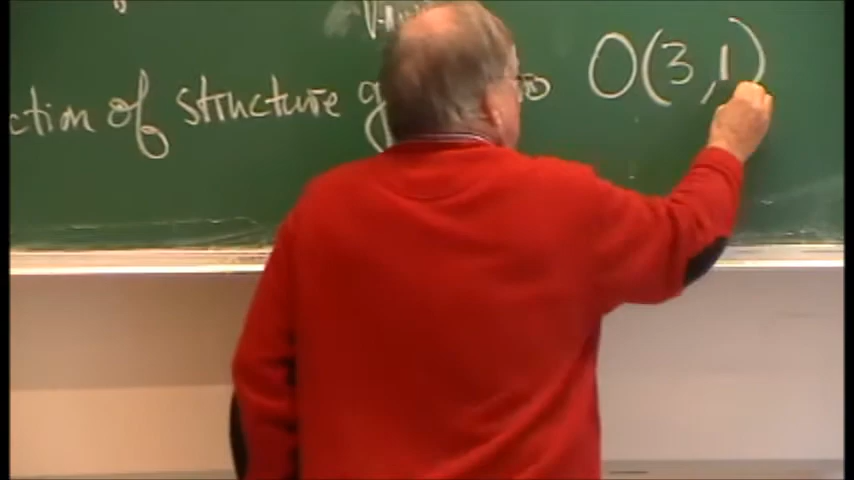 ction of structure g o O(3,1)